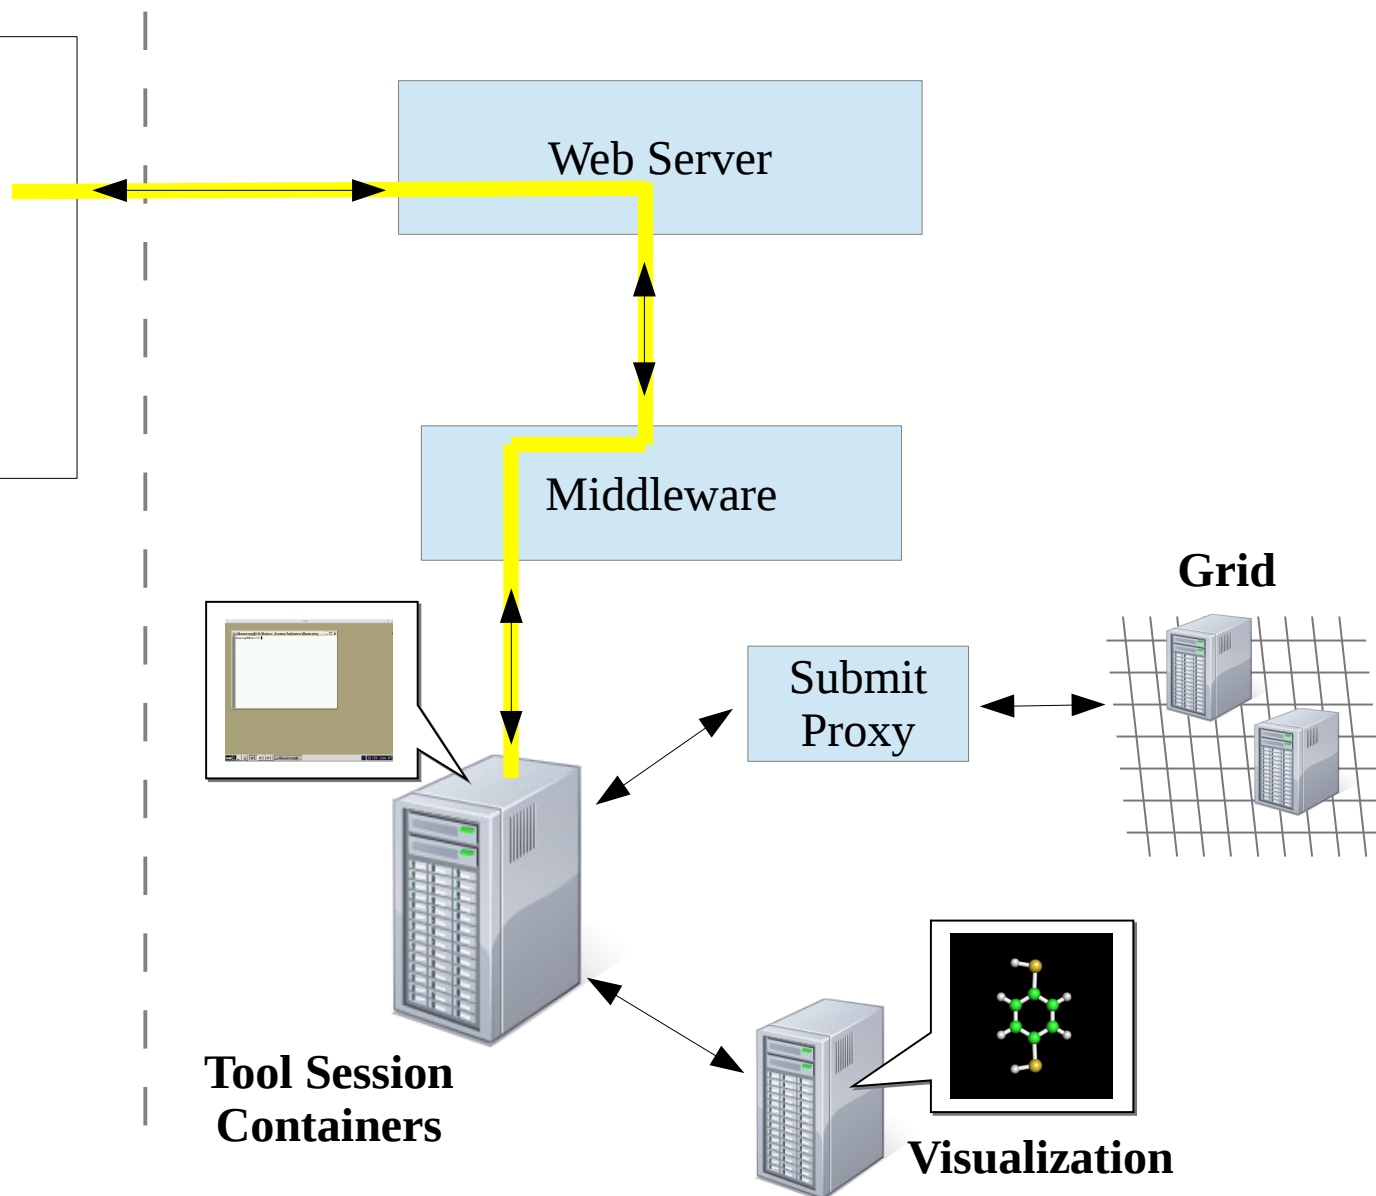 Web Server
Middleware
Grid
Submit
Proxy
Tool Session
Containers
Visualization